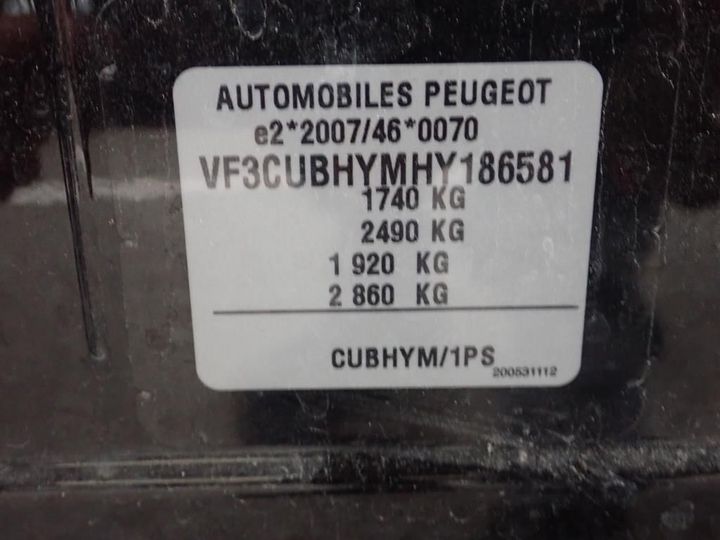 AUTOMOBILES PEUGEOT
e2*2007/46*0070
VF3CUBHYMHY186581
1740 KG
2490 KG
1 920 KG
2 860 KG
CUBHYM/1PS
200531112